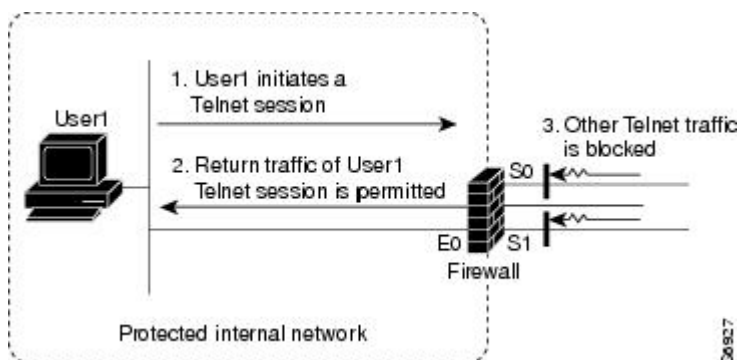 1. User1 initiates a
Telnet session
User1
3. Other Telnet traffic
is blocked
2. Return traffic of User1
Telnet session is permitted
S0
E0
S1
Firewall
Protected internal network